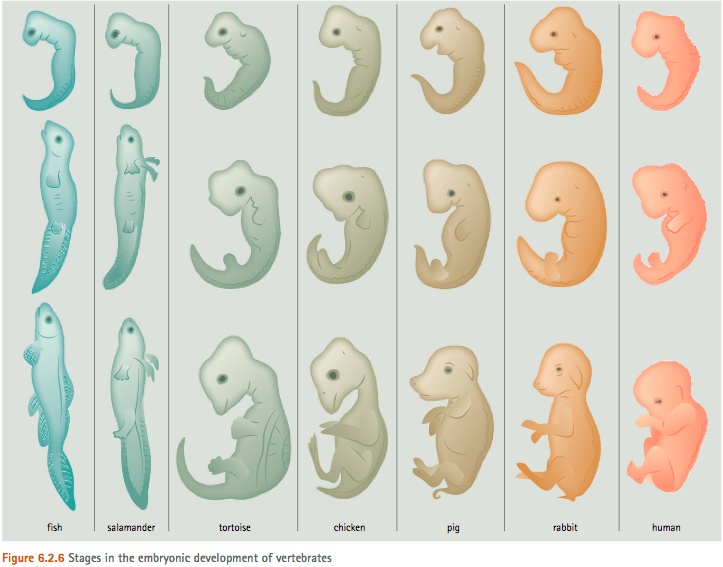 fish salamander tortoise chicken pig rabbit human
Figure 6.2.6 Stages in the embryonic development of vertebrates